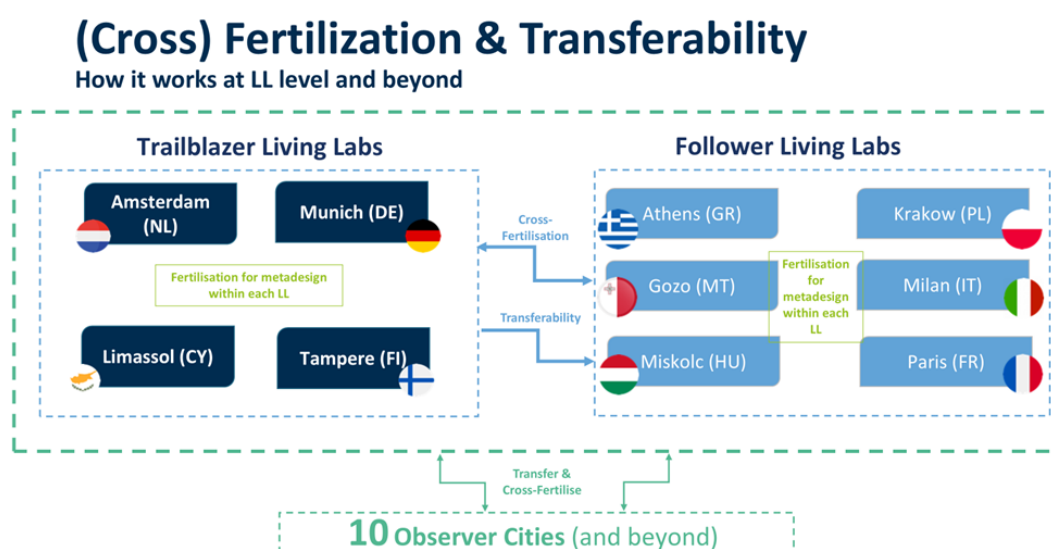 (Cross) Fertilization & Transferability
How it works at LL level and beyond
Trailblazer Living Labs
Amsterdam
(NL)
Munich (DE)
Fertilisation for metadesign
within each LL
Limassol (CY)
Tampere (FI)
Cross-
Fertilisation
Transferability
Follower Living Labs
Athens (GR)
Krakow (PL)
Gozo (MT)
Fertilisation
for
metadesign
within each
LL
Milan (IT)
Miskolc (HU)
Paris (FR)
Transfer &
Cross-Fertilise
10 Observer Cities (and beyond)